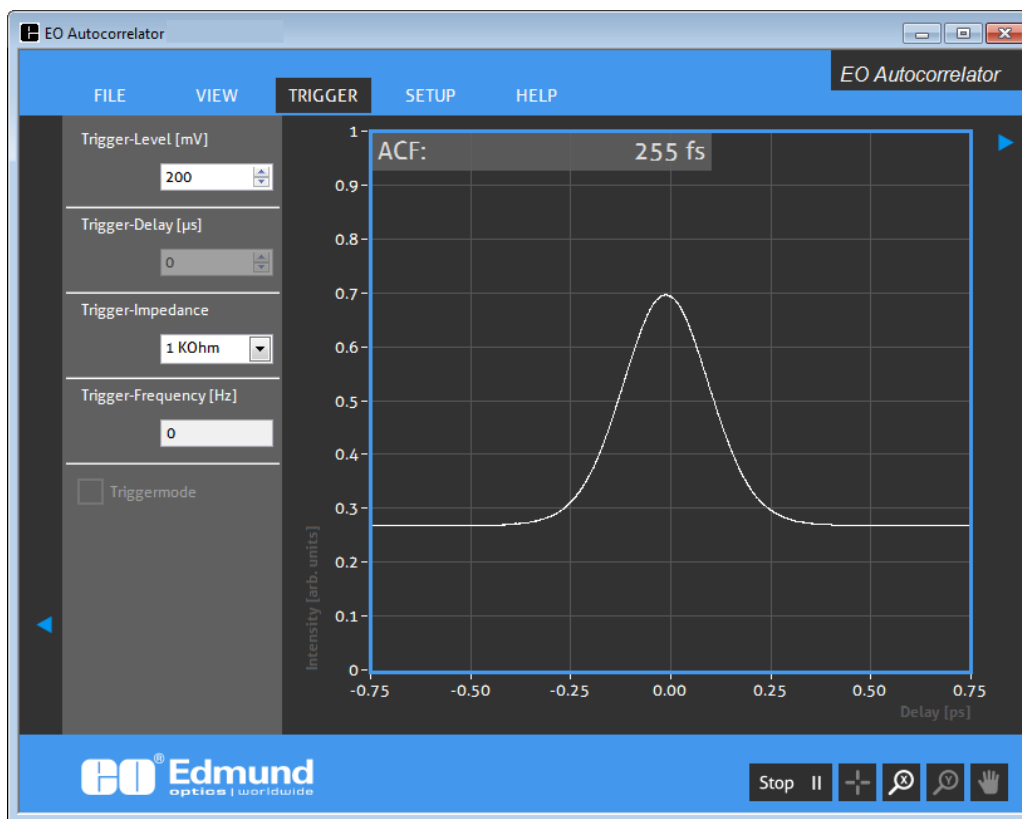 EO Autocorrelator
EO Autocorrelator
FILE VIEW TRIGGER SETUP HELP
Trigger-Level [mV]
200
Trigger-Delay [µs]
0
Trigger-Impedance
1 KOhm
Trigger-Frequency [Hz]
0
Triggermode
ACF: 255 fs
1
0.9
0.8
0.7
0.6
0.5
0.4
0.3
0.2
0.1
0
Intensity [arb. units]
-0.75 -0.50 -0.25 0.00 0.25 0.50 0.75
Delay [ps]
EO® Edmund
optics | worldwide
Stop
X
Y